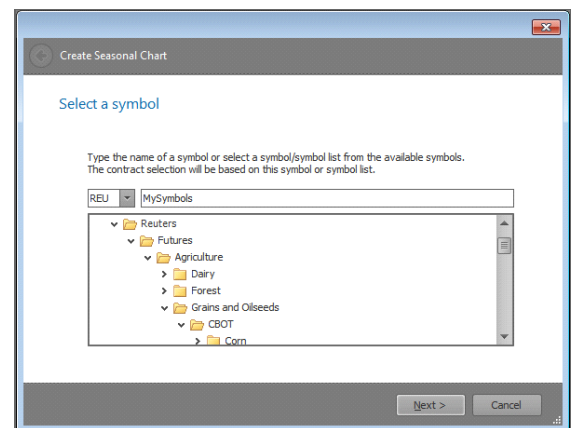 Create Seasonal Chart
Select a symbol
Type the name of a symbol or select a symbol/symbol list from the available symbols.
The contract selection will be based on this symbol or symbol list.
REU MySymbols
Reuters
Futures
Agriculture
Dairy
Forest
Grains and Oilseeds
CBOT
Corn
Next > Cancel